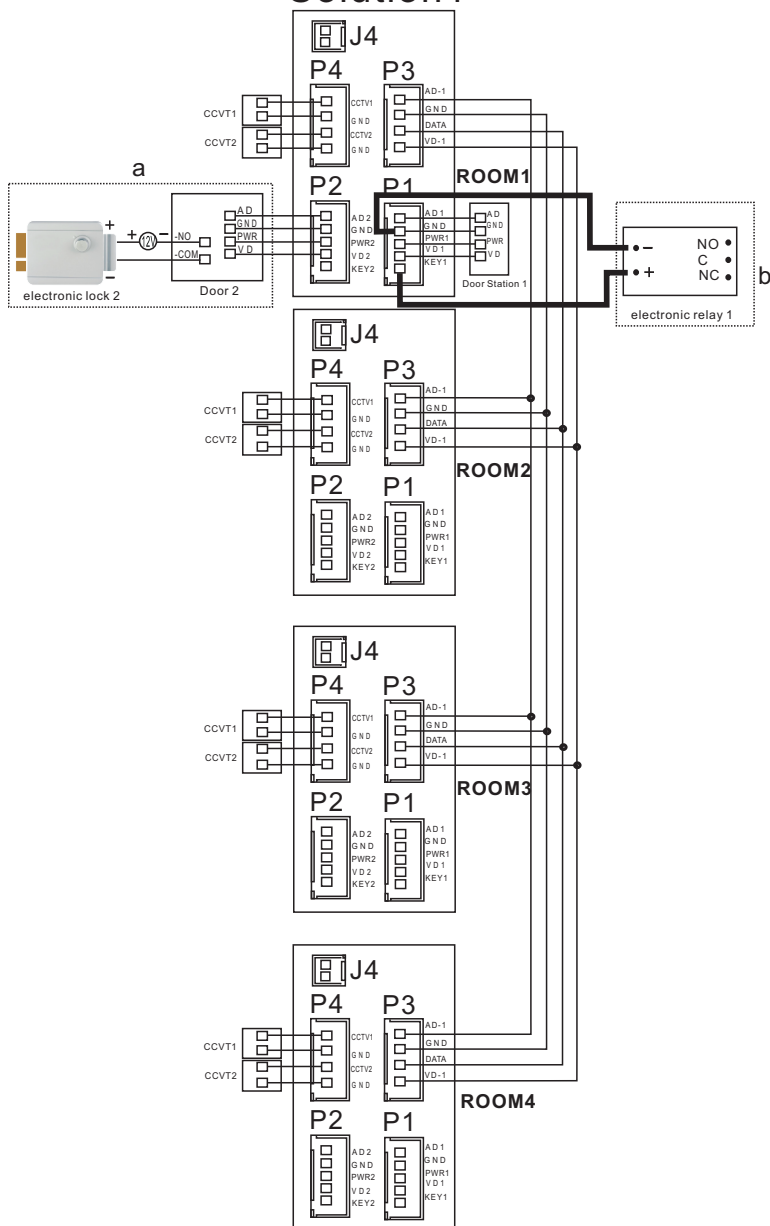 J4
P4 P3
CCVT1
CCVT2
CCTV1
GND
CCTV2
GND
AD-1
GND
DATA
VD-1
ROOM1
a
P2 P1
AD
GND
PWR
VD
AD2
GND
PWR2
VD2
KEY2
AD1
GND
PWR1
VD1
KEY1
AD
GND
PWR
VD
+
+ 12V −
-NO
-COM
−
electronic lock 2
Door 2
Door Station 1
− NO
C
+ NC
b
electronic relay 1
J4
P4 P3
CCVT1
CCVT2
CCTV1
GND
CCTV2
GND
AD-1
GND
DATA
VD-1
ROOM2
P2 P1
AD2
GND
PWR2
VD2
KEY2
AD1
GND
PWR1
VD1
KEY1
J4
P4 P3
CCVT1
CCVT2
CCTV1
GND
CCTV2
GND
AD-1
GND
DATA
VD-1
ROOM3
P2 P1
AD2
GND
PWR2
VD2
KEY2
AD1
GND
PWR1
VD1
KEY1
J4
P4 P3
CCVT1
CCVT2
CCTV1
GND
CCTV2
GND
AD-1
GND
DATA
VD-1
ROOM4
P2 P1
AD2
GND
PWR2
VD2
KEY2
AD1
GND
PWR1
VD1
KEY1